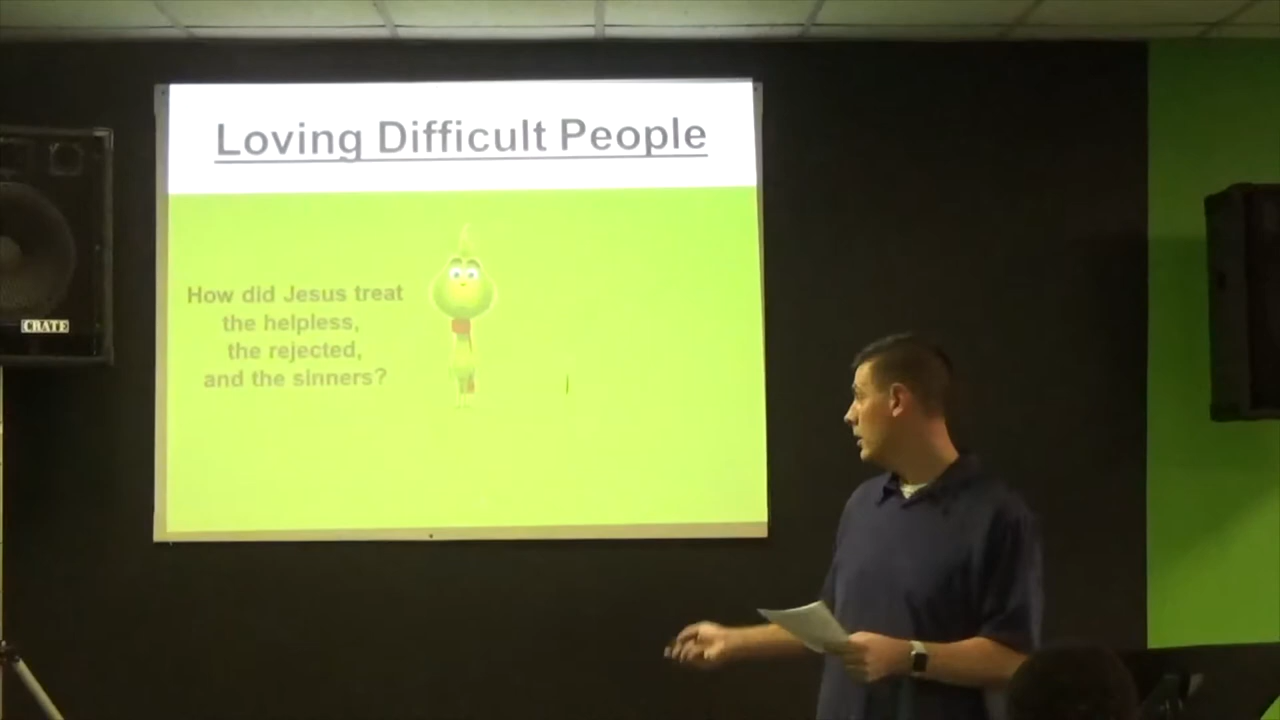 Loving Difficult People
How did Jesus treat
the helpless,
the rejected,
and the sinners?
CRATE